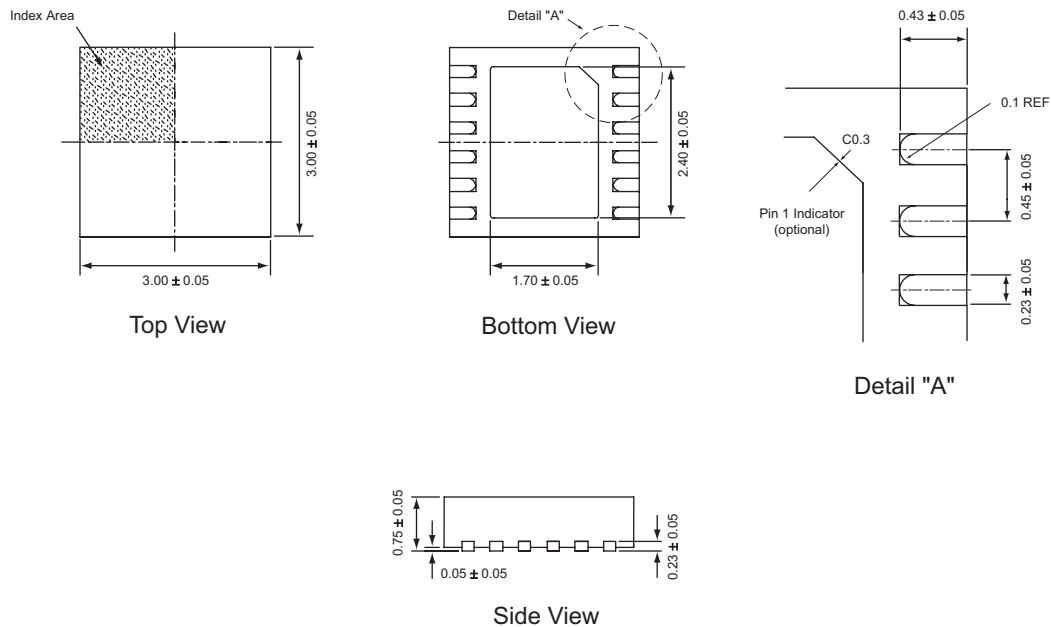 Index Area
3.00 ± 0.05
3.00 ± 0.05
Top View
Detail "A"
2.40 ± 0.05
1.70 ± 0.05
Bottom View
0.43 ± 0.05
0.1 REF
C0.3
0.45 ± 0.05
Pin 1 Indicator
(optional)
0.23 ± 0.05
Detail "A"
0.75 ± 0.05
0.05 ± 0.05
0.23 ± 0.05
Side View